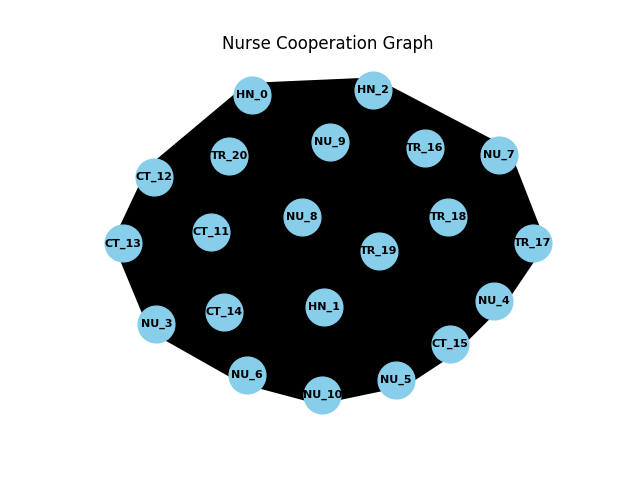 Nurse Cooperation Graph
HN_0
HN_2
NU_9
TR_16
TR_20
NU_7
CT_12
NU_8
TR_18
CT_11
CT_13
TR_17
TR_19
NU_4
HN_1
CT_14
NU_3
CT_15
NU_6
NU_5
NU_10